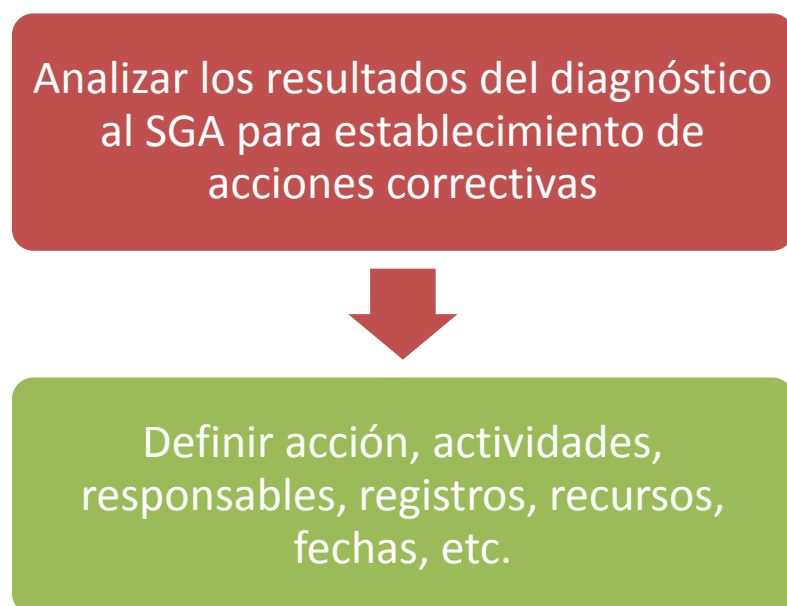 Analizar los resultados del diagnóstico
al SGA para establecimiento de
acciones correctivas
Definir acción, actividades,
responsables, registros, recursos,
fechas, etc.